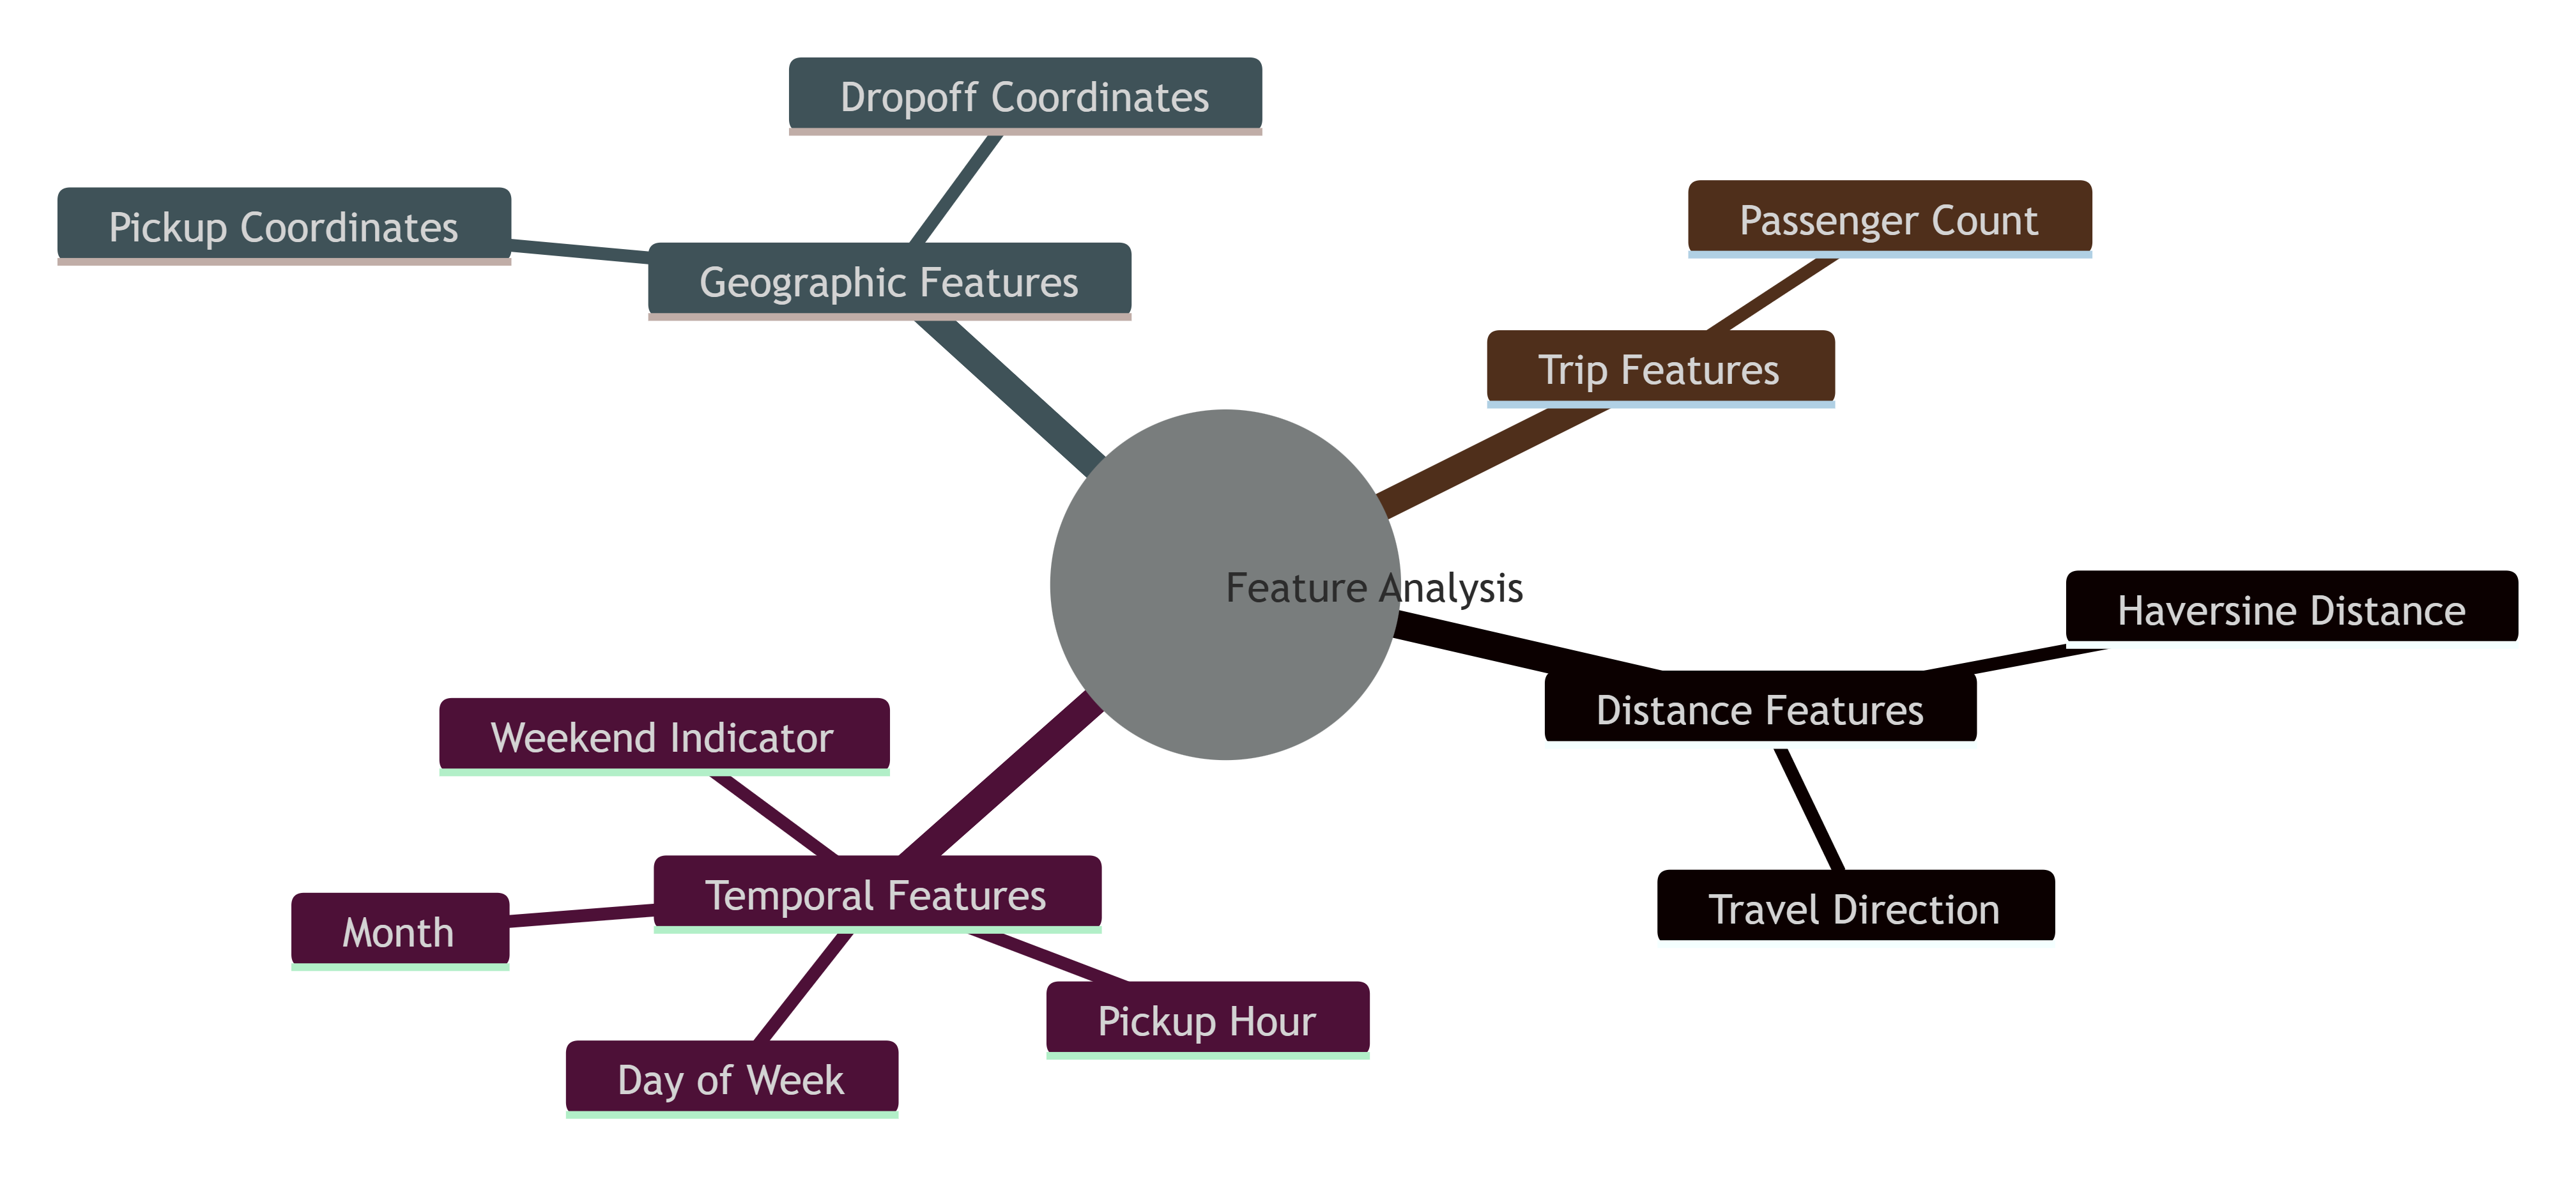 Dropoff Coordinates
Pickup Coordinates
Geographic Features
Passenger Count
Trip Features
Feature Analysis
Haversine Distance
Distance Features
Travel Direction
Weekend Indicator
Temporal Features
Month
Pickup Hour
Day of Week